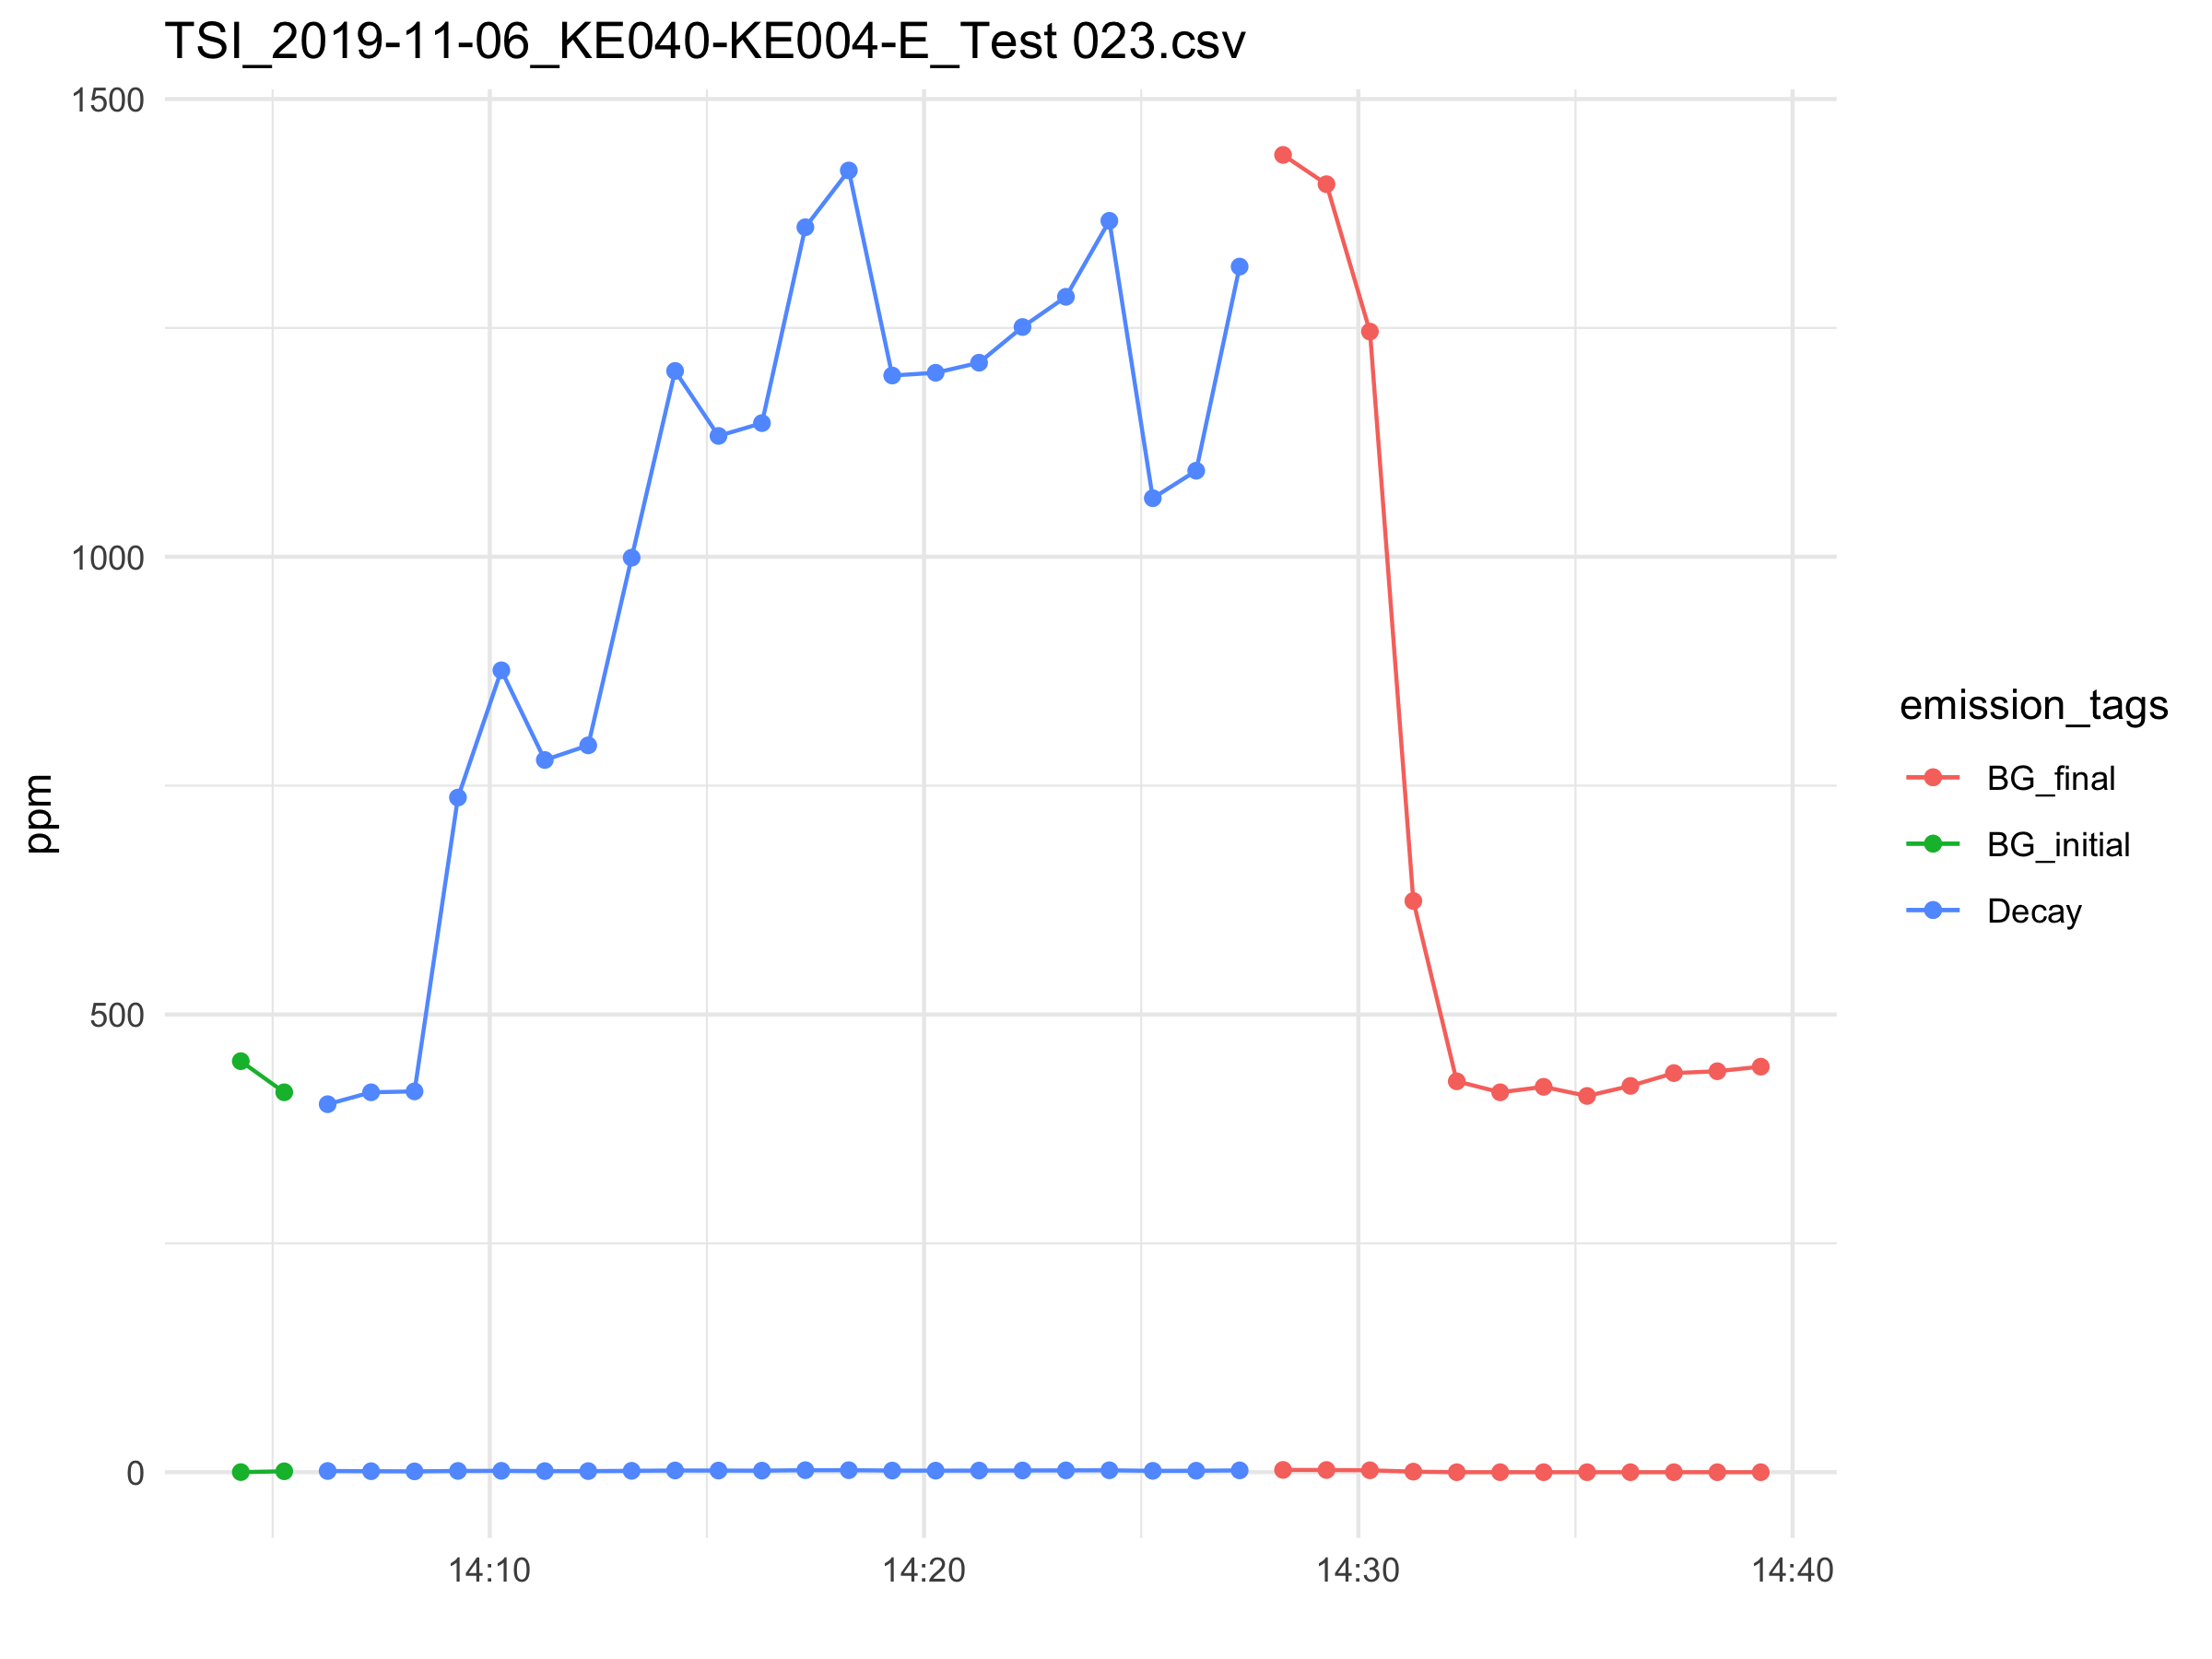 TSI_2019-11-06_KE040-KE004-E_Test 023.csv
1500
1000
500
0
ppm
14:10
14:20
14:30
14:40
emission_tags
BG_final
BG_initial
Decay